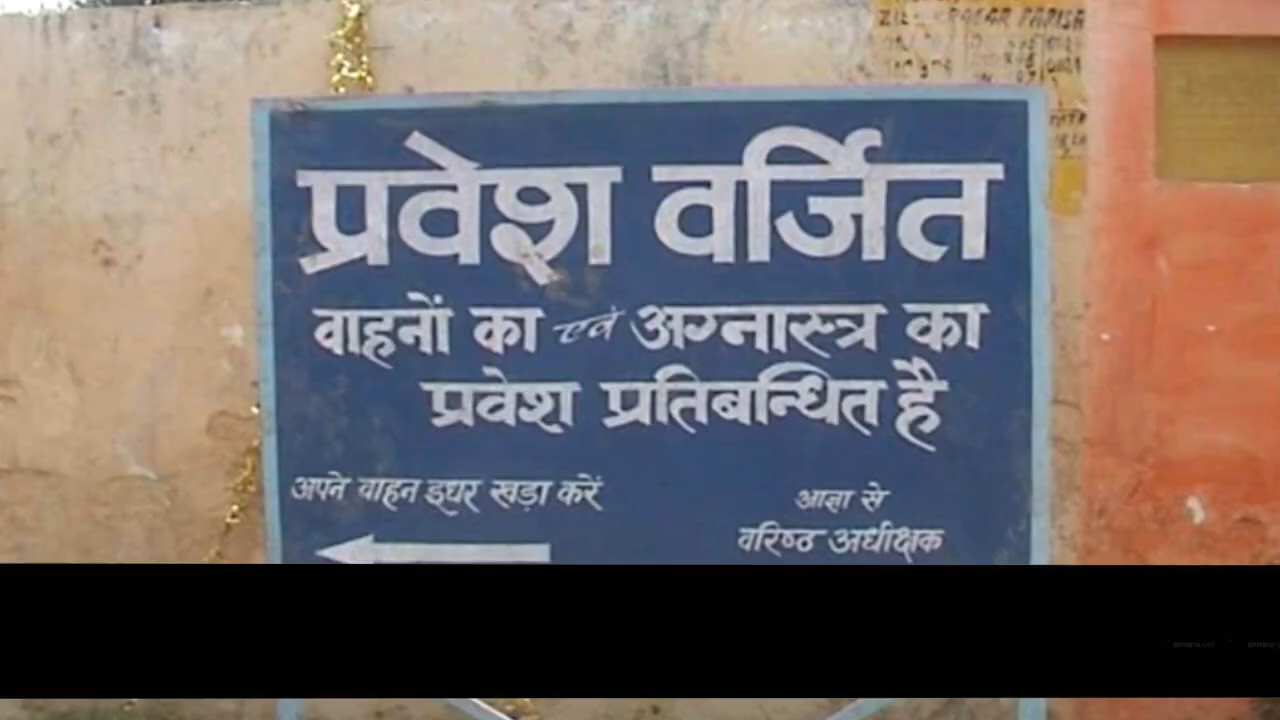 प्रवेश वर्जित
वाहनों का एवं अग्नास्त्र का
प्रवेश प्रतिबन्धित है
अपने वाहन इधर खड़ा करें
आज्ञा से
वरिष्ठ अधीक्षक